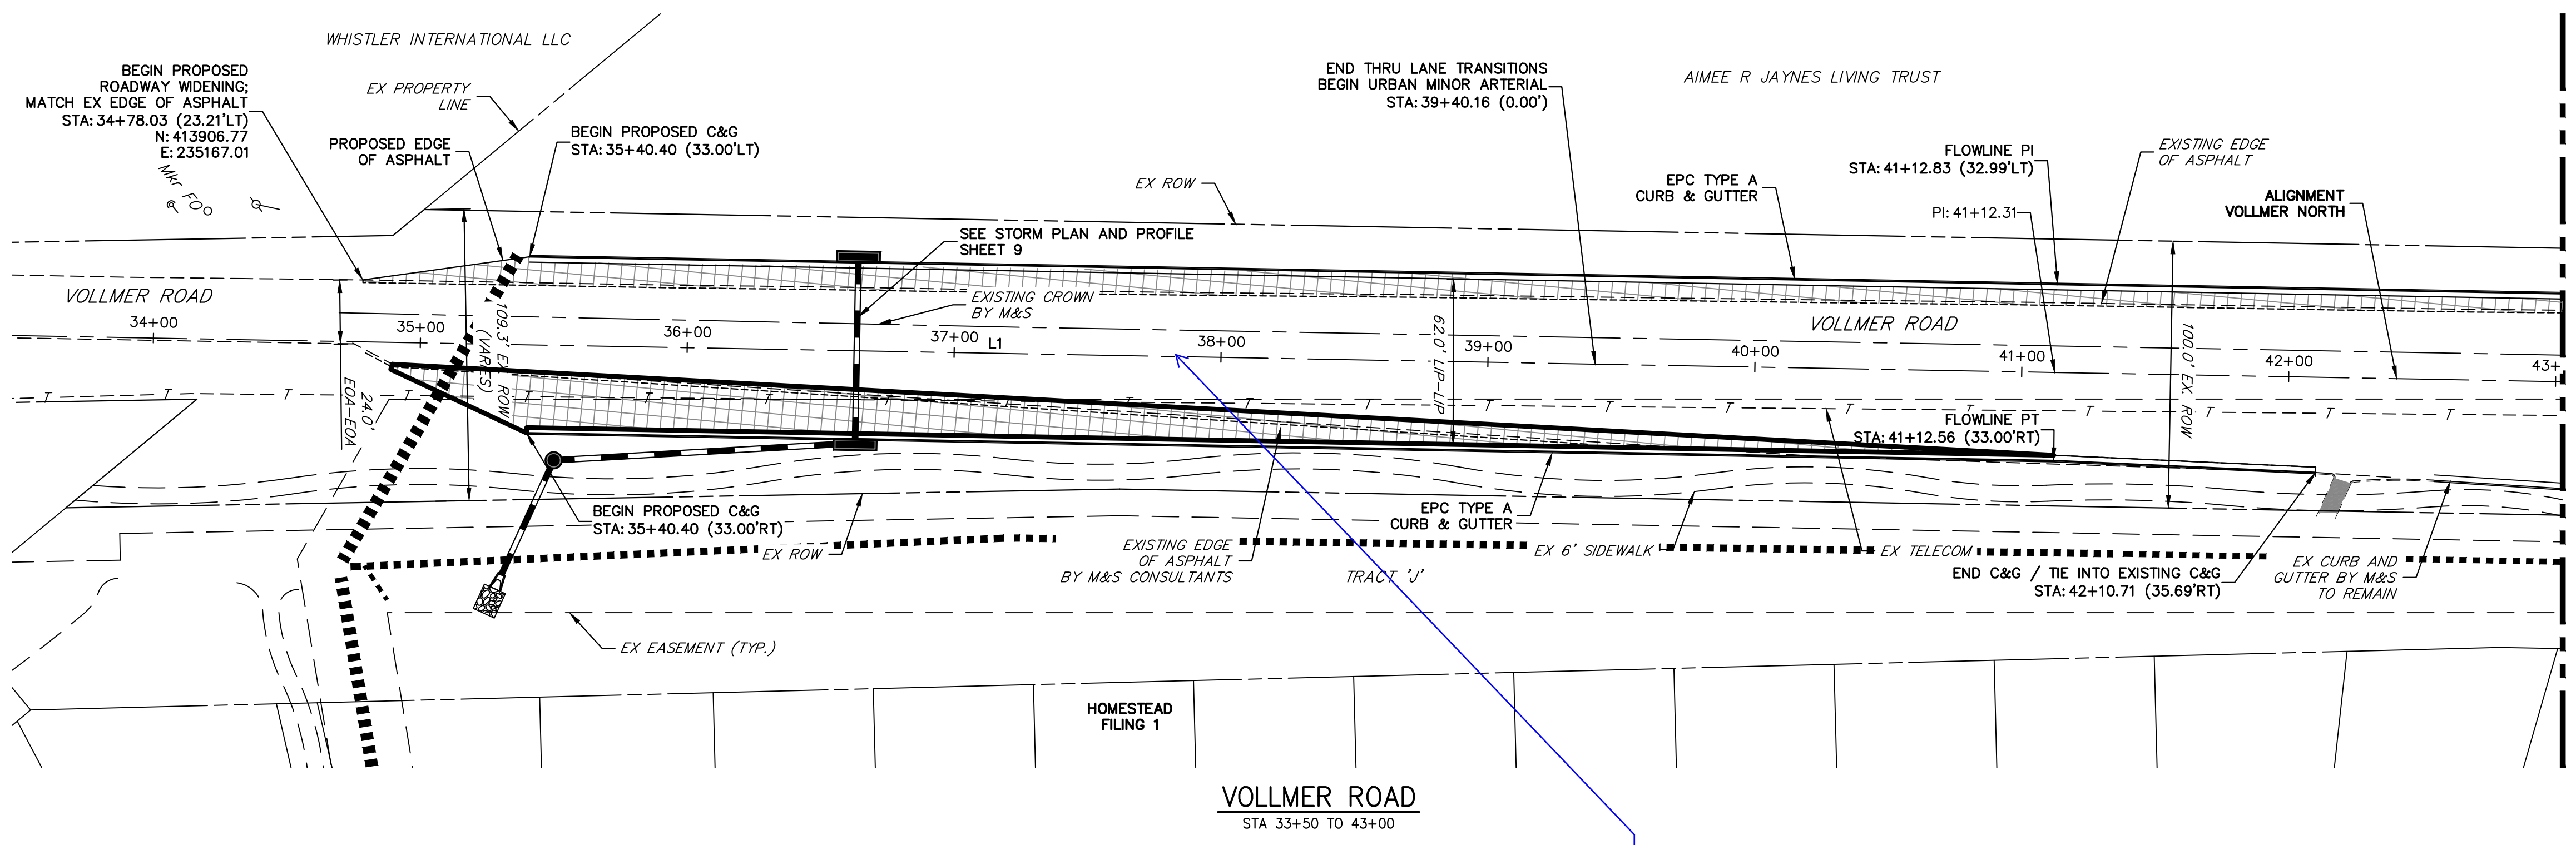 WHISTLER INTERNATIONAL LLC
BEGIN PROPOSED
ROADWAY WIDENING;
MATCH EX EDGE OF ASPHALT
STA: 34+78.03 (23.21'LT)
N: 413906.77
E: 235167.01
EX PROPERTY
LINE
PROPOSED EDGE
OF ASPHALT
BEGIN PROPOSED C&G
STA: 35+40.40 (33.00'LT)
END THRU LANE TRANSITIONS
BEGIN URBAN MINOR ARTERIAL
STA: 39+40.16 (0.00')
AIMEE R JAYNES LIVING TRUST
FLOWLINE PI
STA: 41+12.83 (32.99'LT)
EXISTING EDGE
OF ASPHALT
EX ROW
EPC TYPE A
CURB & GUTTER
PI: 41+12.31
ALIGNMENT
VOLLMER NORTH
Mkr FO
SEE STORM PLAN AND PROFILE
SHEET 9
EXISTING CROWN
BY M&S
VOLLMER ROAD
VOLLMER ROAD
34+00
35+00
36+00
37+00
L1
38+00
39+00
40+00
41+00
42+00
43+
24.0'
EOA-EOA
109.3' EX. ROW
(VARIES)
62.0' LIP-LIP
100.0' EX. ROW
T T T T T T T T T T T T T T T T T T T T T
FLOWLINE PT
STA: 41+12.56 (33.00'RT)
BEGIN PROPOSED C&G
STA: 35+40.40 (33.00'RT)
EX ROW
EPC TYPE A
CURB & GUTTER
EXISTING EDGE
OF ASPHALT
BY M&S CONSULTANTS
EX 6' SIDEWALK
EX TELECOM
TRACT 'J'
END C&G / TIE INTO EXISTING C&G
STA: 42+10.71 (35.69'RT)
EX CURB AND
GUTTER BY M&S
TO REMAIN
EX EASEMENT (TYP.)
HOMESTEAD
FILING 1
VOLLMER ROAD
STA 33+50 TO 43+00